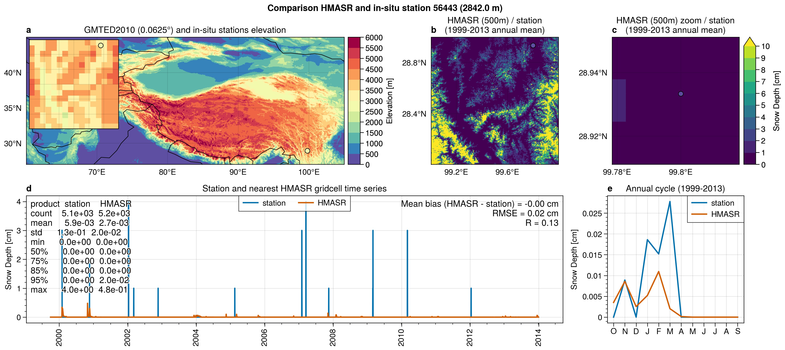 Comparison HMASR and in-situ station 56443 (2842.0 m)
a GMTED2010 (0.0625°) and in-situ stations elevation
40°N
35°N
30°N
70°E 100°E
6000
5500
5000
4500
4000
3500
3000
2500
2000
1500
1000
500
0
Elevation [m]
b HMASR (500m) / station
(1999-2013 annual mean)
28.8°N
28.4°N
99.2°E 99.6°E
c HMASR (500m) zoom / station
(1999-2013 annual mean)
28.94°N
28.92°N
99.78°E 99.8°E
10
9
8
7
6
5
4
3
2
1
0
Snow Depth [cm]
d Station and nearest HMASR gridcell time series
product station HMASR
count 5.1e+03 5.2e+03
mean 5.9e-03 2.7e-03
std 1.3e-01 2.0e-02
min 0.0e+00 0.0e+00
50% 0.0e+00 0.0e+00
75% 0.0e+00 0.0e+00
85% 0.0e+00 0.0e+00
95% 0.0e+00 2.0e-02
max 4.0e+00 4.8e-01
station HMASR
Mean bias (HMASR - station) = -0.00 cm
RMSE = 0.02 cm
R = 0.13
4
3
2
1
0
Snow Depth [cm]
2000 2002 2004 2006 2008 2010 2012 2014
e Annual cycle (1999-2013)
station
HMASR
0.025
0.02
0.015
0.01
0.005
0
Snow Depth [cm]
O N D J F M A M J J A S